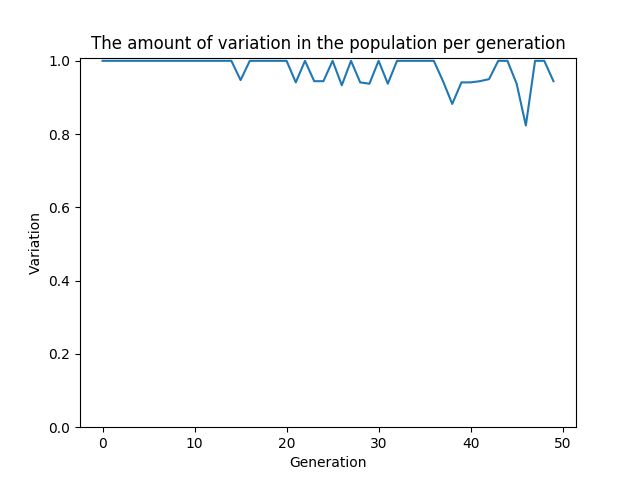 The amount of variation in the population per generation
1.0
0.8
0.6
0.4
0.2
0.0
Variation
0 10 20 30 40 50
Generation